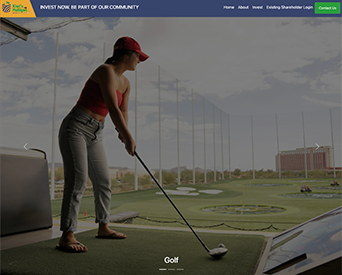 INVEST NOW, BE PART OF OUR COMMUNITY
Home About Invest Existing Shareholder Login Contact Us
Golf